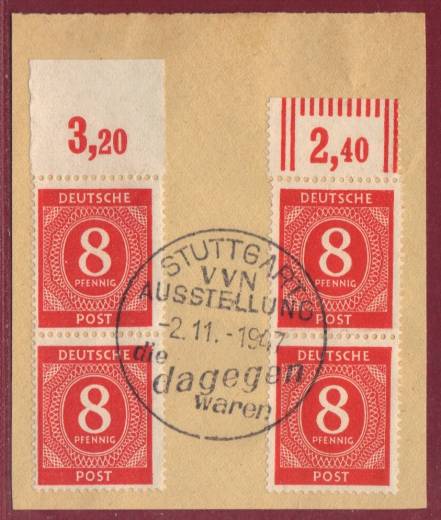 3,20
2,40
DEUTSCHE
8
PFENNIG
POST
DEUTSCHE
8
PFENNIG
POST
DEUTSCHE
8
PFENNIG
POST
DEUTSCHE
8
PFENNIG
POST
STUTTGART
VVN
AUSSTELLUNG
-2.11.-1947
die
dagegen
waren